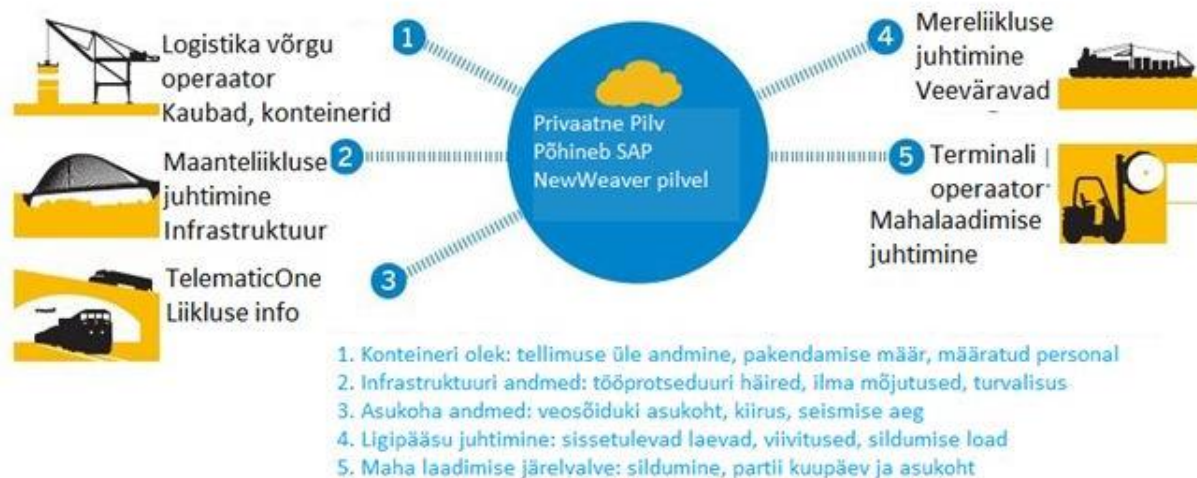 Logistika võrgu
operaator
Kaubad, konteinerid
1
Maanteliikluse
juhtimine
Infrastruktuur
2
TelematicOne
Liikluse info
3
Privaatne Pilv
Põhineb SAP
NewWeaver pilvel
4
Mereliikluse
juhtimine
Veeväravad
5
Terminali
operaator
Mahalaadimise
juhtimine
1. Konteineri olek: tellimuse üle andmine, pakendamise määr, määratud personal
2. Infrastruktuuri andmed: tööprotseduuri häired, ilma mõjutused, turvalisus
3. Asukoha andmed: veosõiduki asukoht, kiirus, seismise aeg
4. Ligipääsu juhtimine: sissetulevad laevad, viivitused, sildumise load
5. Maha laadimise järelvalve: sildumine, partii kuupäev ja asukoht